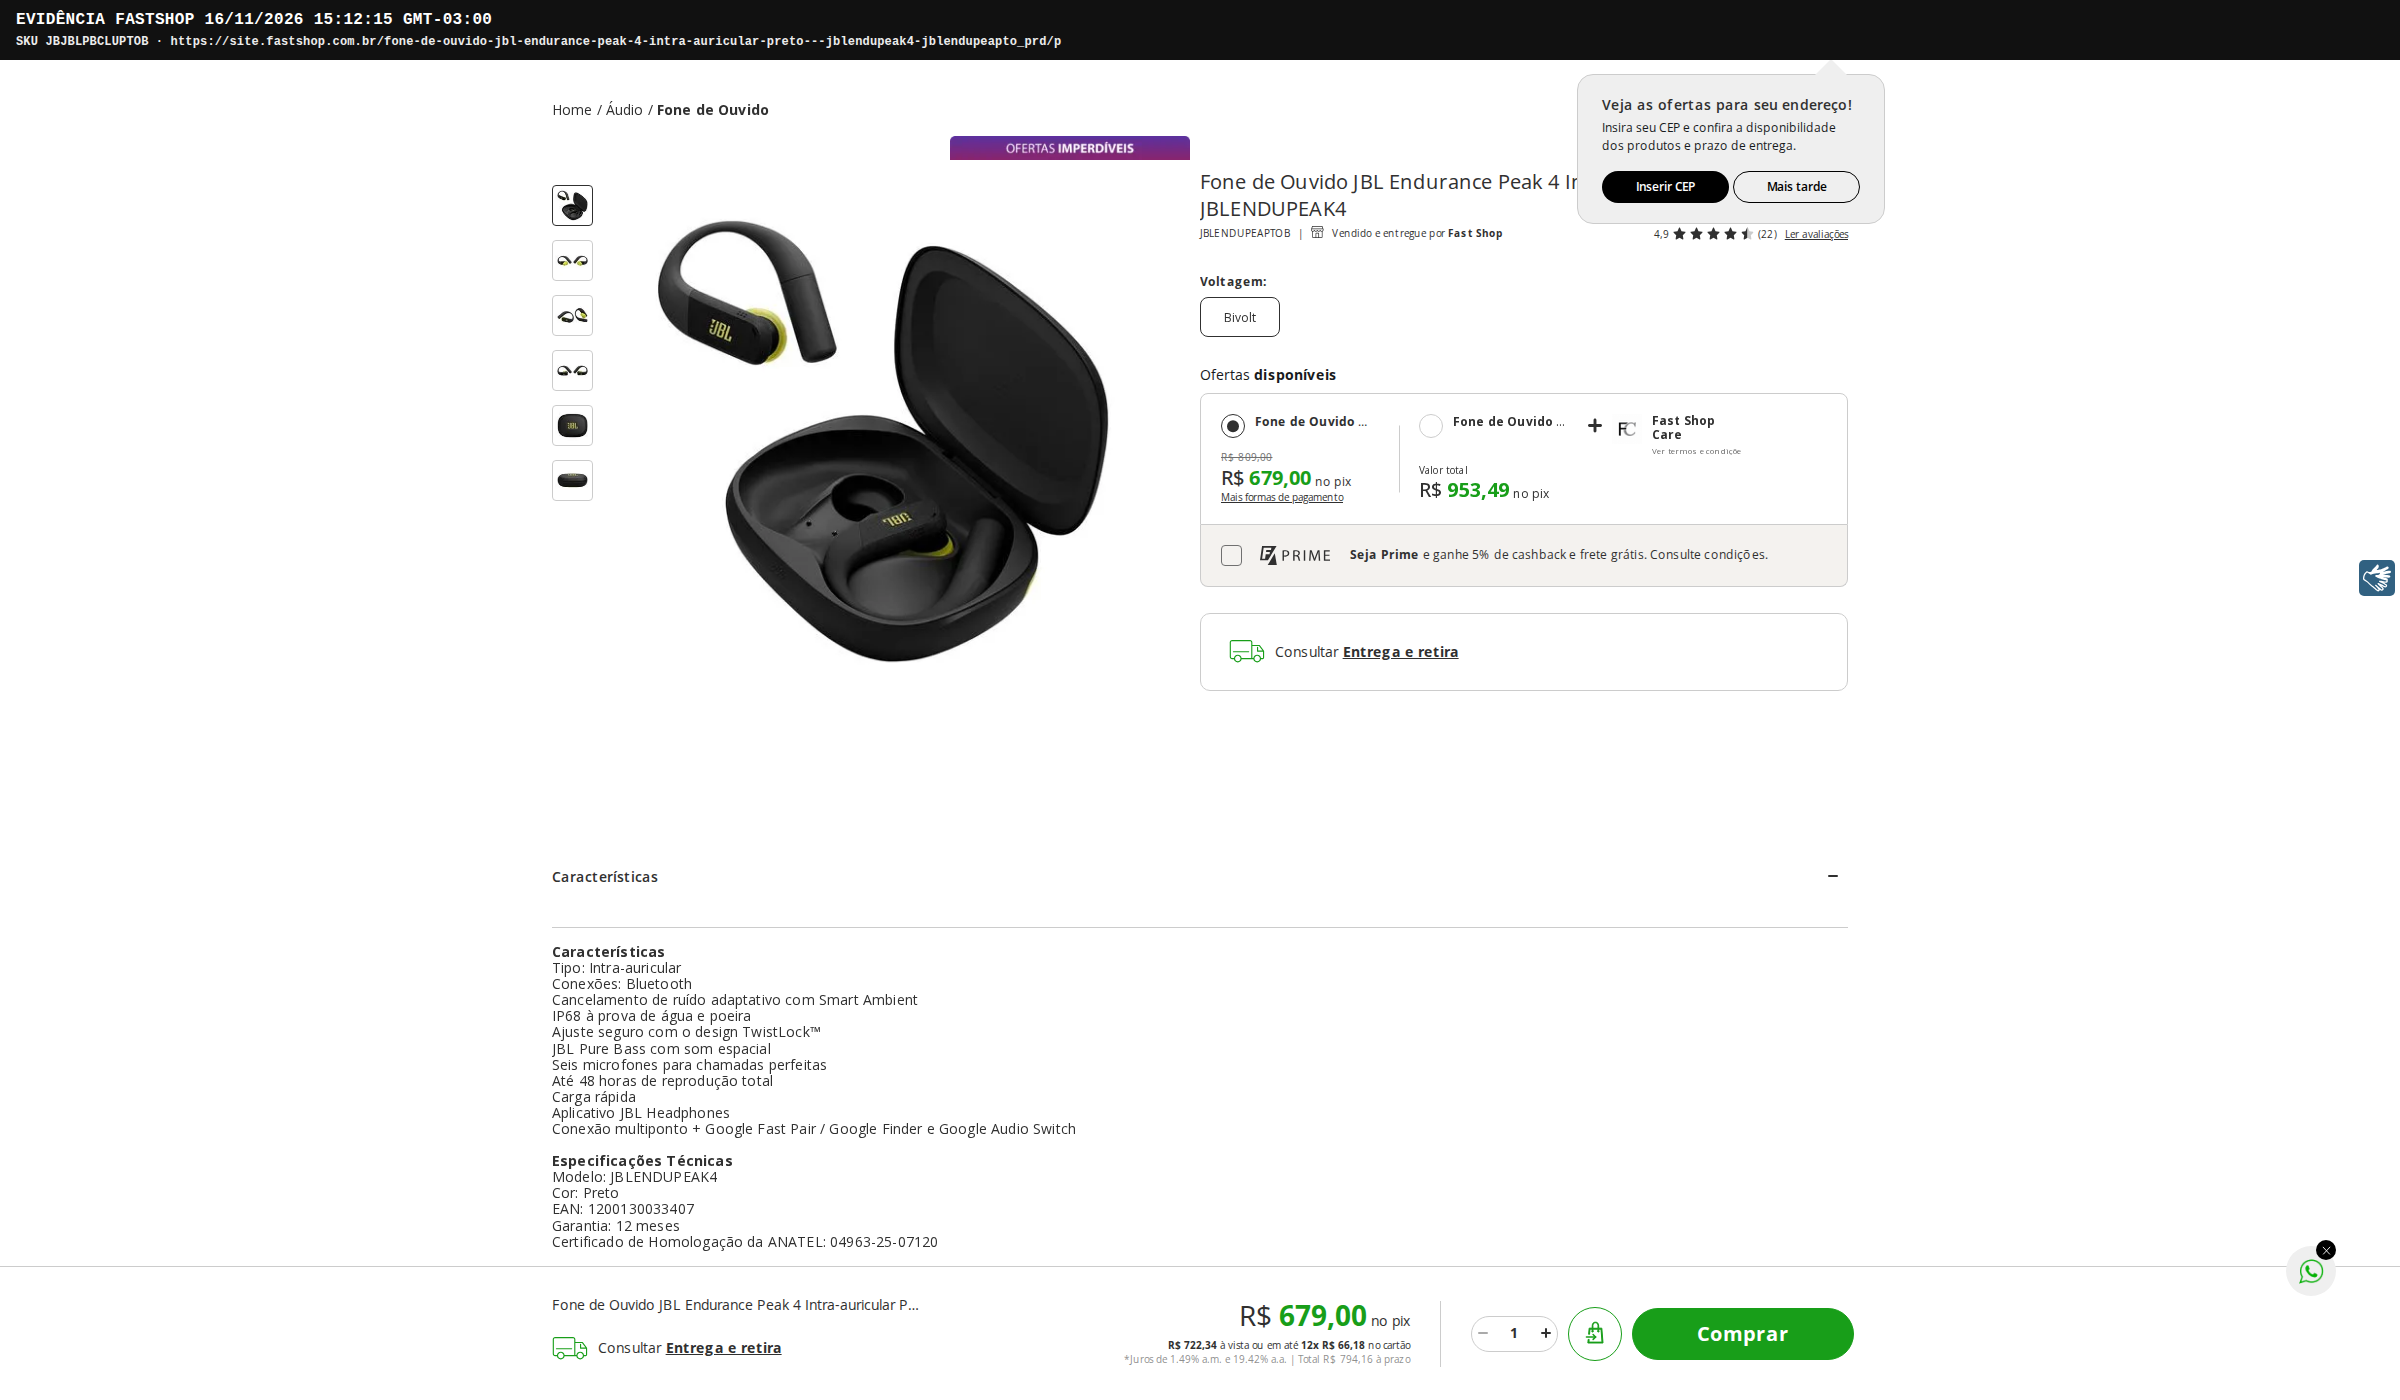 EVIDÊNCIA FASTSHOP 16/11/2026 15:12:15 GMT-03:00
SKU JBJBLPBCLUPTOB · https://site.fastshop.com.br/fone-de-ouvido-jbl-endurance-peak-4-intra-auricular-preto---jblendupeak4-jblendupeapto_prd/p
Veja as ofertas para seu endereço!
Insira seu CEP e confira a disponibilidade
dos produtos e prazo de entrega.
Inserir CEP
Mais tarde
Home / Áudio / Fone de Ouvido
OFERTAS IMPERDÍVEIS
Fone de Ouvido JBL Endurance Peak 4
JBLENDUPEAK4
JBLENDUPEAPTOB | Vendido e entregue por Fast Shop
4,9 (22) Ler avaliações
JBL
JBL
Voltagem:
Bivolt
Ofertas disponíveis
Fone de Ouvido ...
R$ 809,00
R$ 679,00 no pix
Mais formas de pagamento
Fone de Ouvido ...
+ FC Fast Shop
Care
Ver termos e condiçõe
Valor total
R$ 953,49 no pix
PRIME Seja Prime e ganhe 5% de cashback e frete grátis. Consulte condições.
Consultar Entrega e retira
Características
Características
Tipo: Intra-auricular
Conexões: Bluetooth
Cancelamento de ruído adaptativo com Smart Ambient
IP68 à prova de água e poeira
Ajuste seguro com o design TwistLock™
JBL Pure Bass com som espacial
Seis microfones para chamadas perfeitas
Até 48 horas de reprodução total
Carga rápida
Aplicativo JBL Headphones
Conexão multiponto + Google Fast Pair / Google Finder e Google Audio Switch
Especificações Técnicas
Modelo: JBLENDUPEAK4
Cor: Preto
EAN: 1200130033407
Garantia: 12 meses
Certificado de Homologação da ANATEL: 04963-25-07120
Fone de Ouvido JBL Endurance Peak 4 Intra-auricular P...
Consultar Entrega e retira
R$ 679,00 no pix
R$ 722,34 à vista ou em até 12x R$ 66,18 no cartão
*Juros de 1.49% a.m. e 19.42% a.a. | Total R$ 794,16 à prazo
1
Comprar